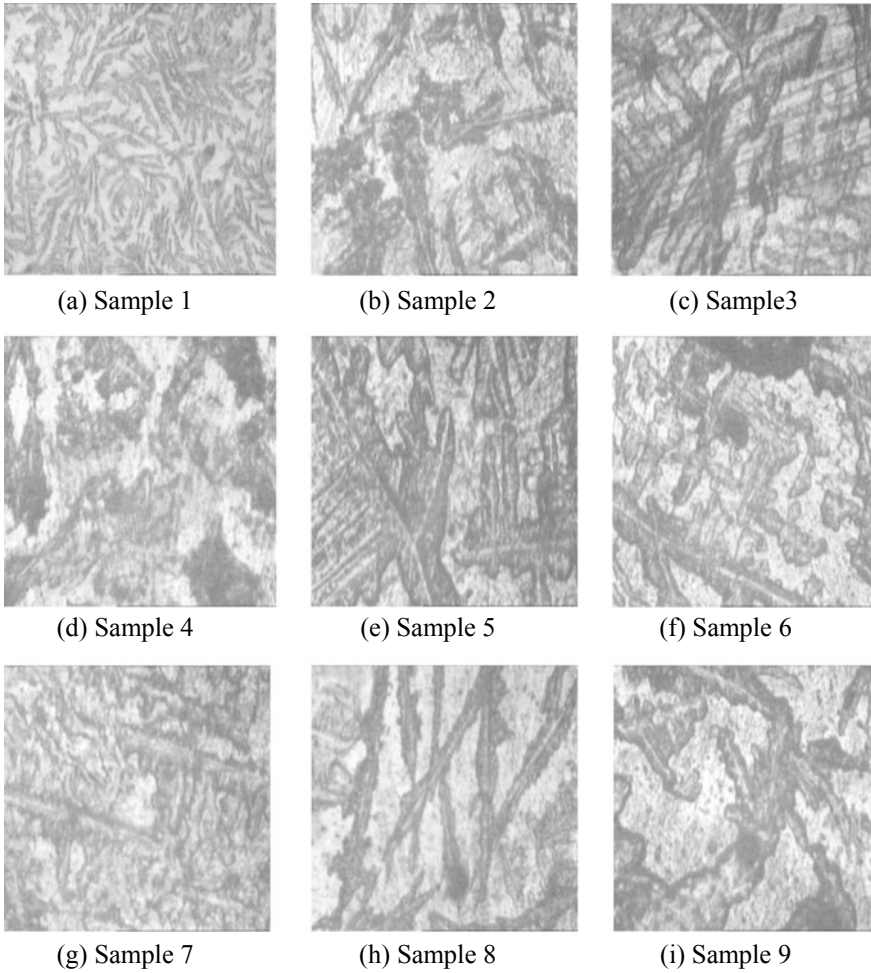 (a) Sample 1
(b) Sample 2
(c) Sample3
(d) Sample 4
(e) Sample 5
(f) Sample 6
(g) Sample 7
(h) Sample 8
(i) Sample 9